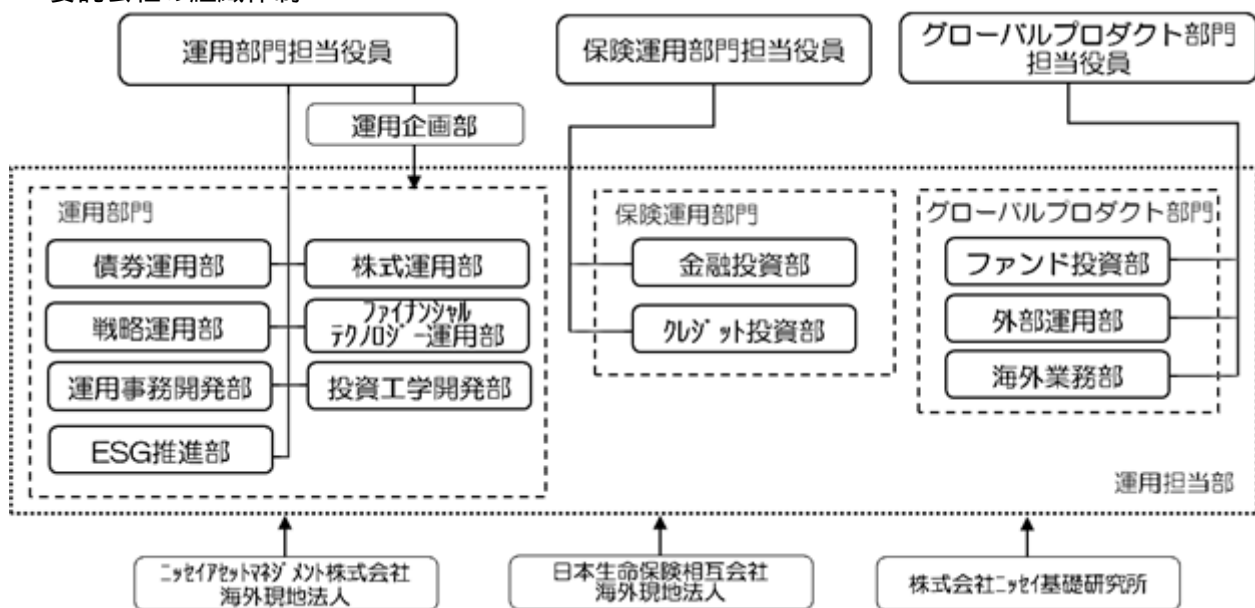 運用部門担当役員
保険運用部門担当役員
グローバルプロダクト部門
担当役員
運用企画部
運用部門
債券運用部
株式運用部
戦略運用部
ファイナンシャル
テクノロジー運用部
運用事務開発部
投資工学開発部
ESG推進部
保険運用部門
金融投資部
クレジット投資部
グローバルプロダクト部門
ファンド投資部
外部運用部
海外業務部
運用担当部
ニッセイアセットマネジメント株式会社
海外現地法人
日本生命保険相互会社
海外現地法人
株式会社ニッセイ基礎研究所